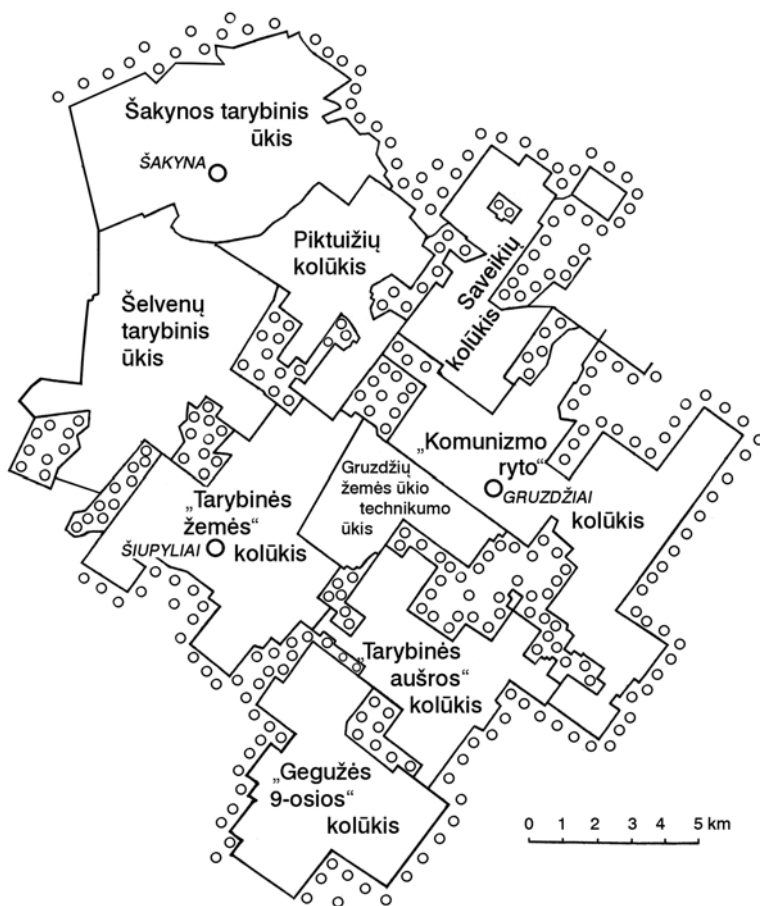 Šakynos tarybinis
ūkis
ŠAKYNA
Piktuižių
kolūkis
Saveikių
kolūkis
Šelvenų
tarybinis
ūkis
„Komunizmo
ryto“
GRUZDŽIAI
kolūkis
Gruzdžių
žemės ūkio
technikumo
ūkis
„Tarybinės
žemės“
ŠIUPYLIAI
kolūkis
„Tarybinės
aušros“
kolūkis
„Gegužės
9-osios“
kolūkis
0 1 2 3 4 5 km